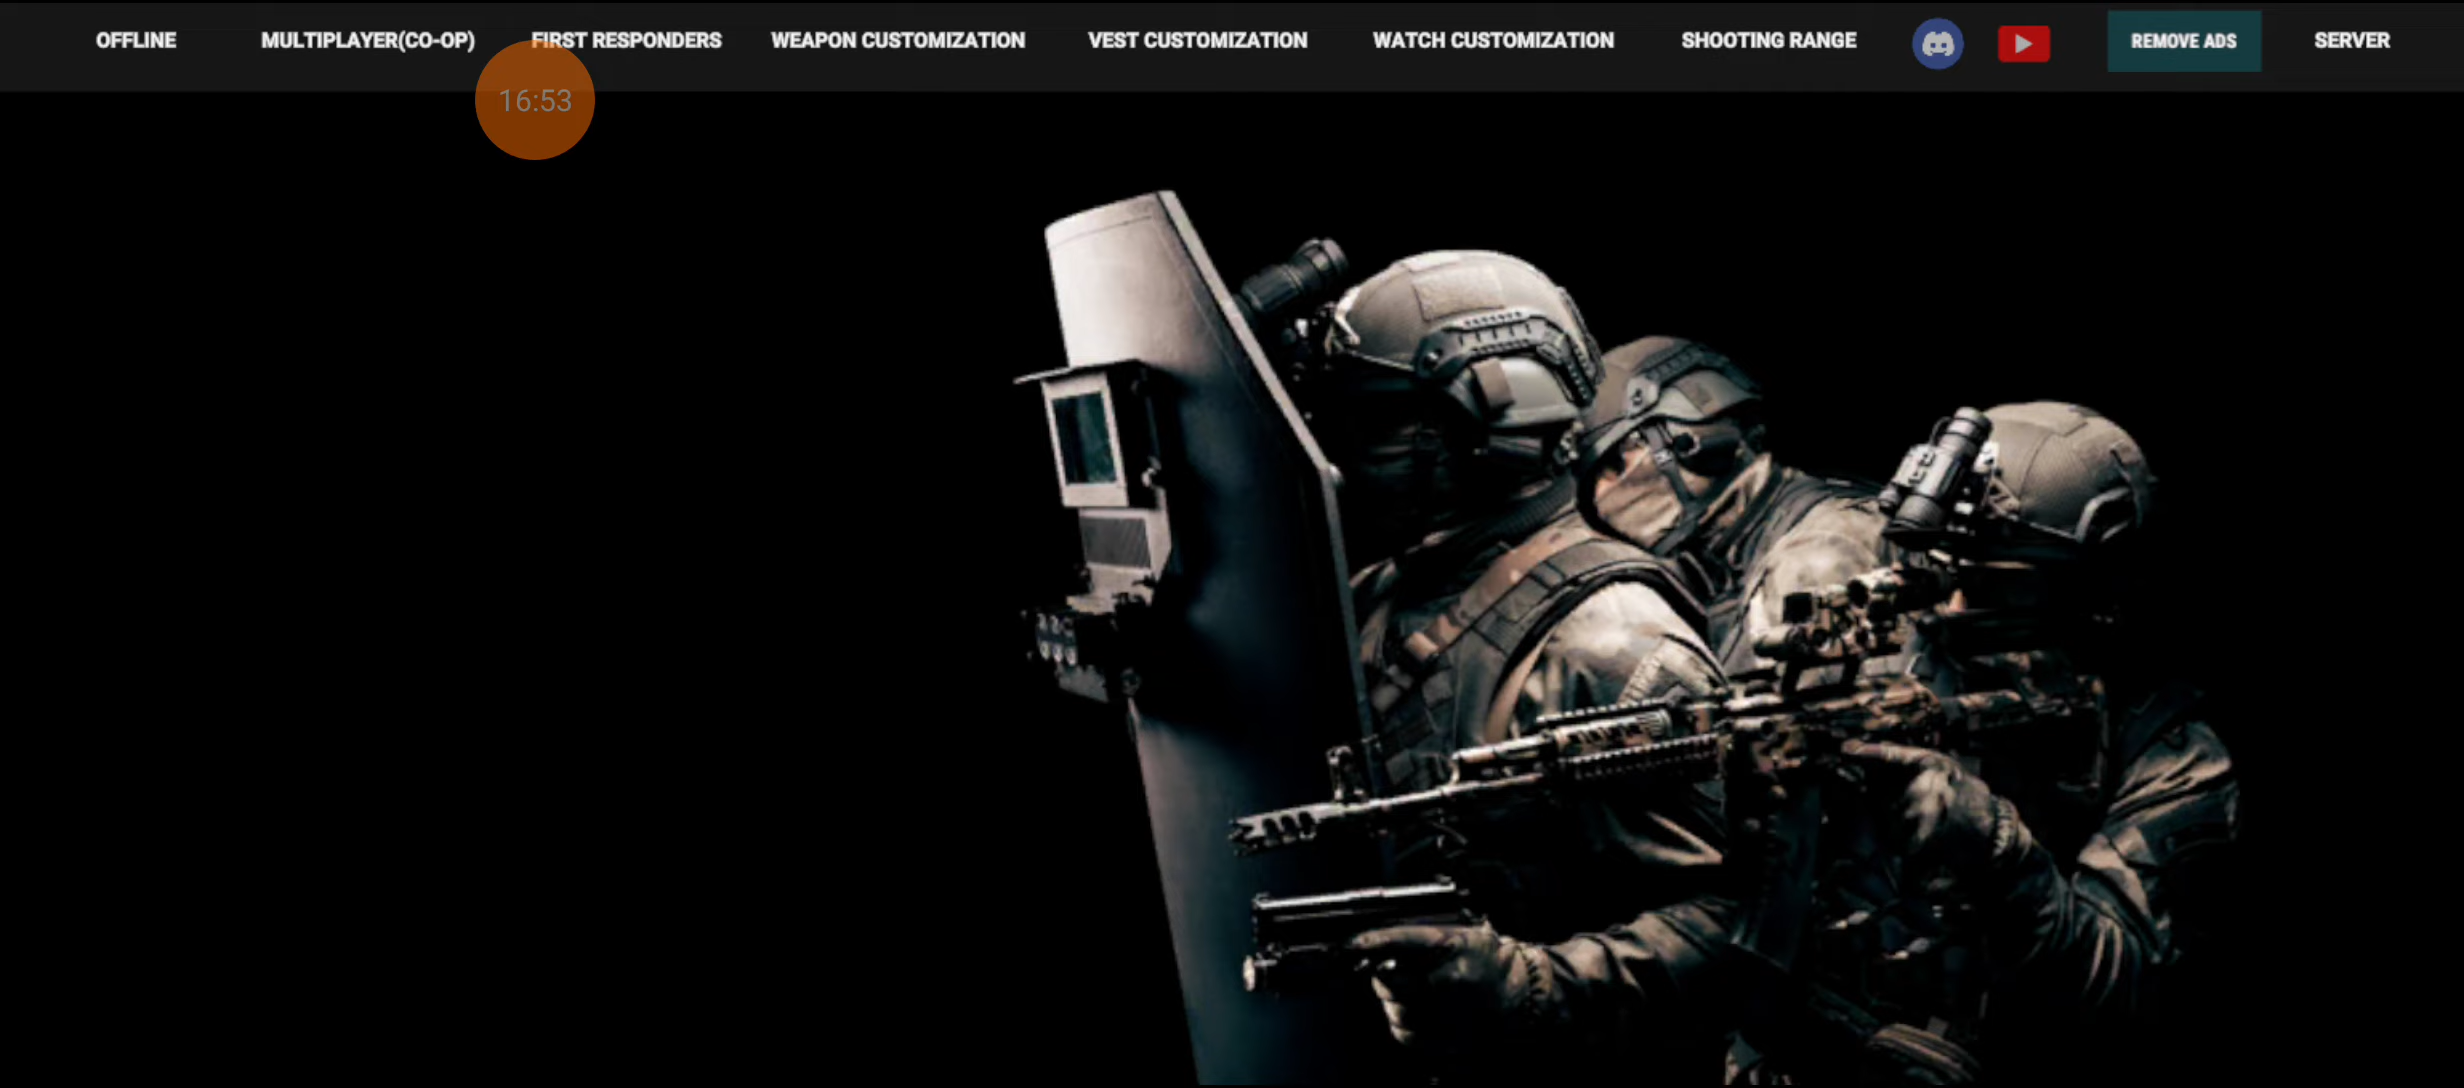 OFFLINE MULTIPLAYER(CO-OP) FIRST RESPONDERS WEAPON CUSTOMIZATION VEST CUSTOMIZATION WATCH CUSTOMIZATION SHOOTING RANGE REMOVE ADS SERVER
16:53